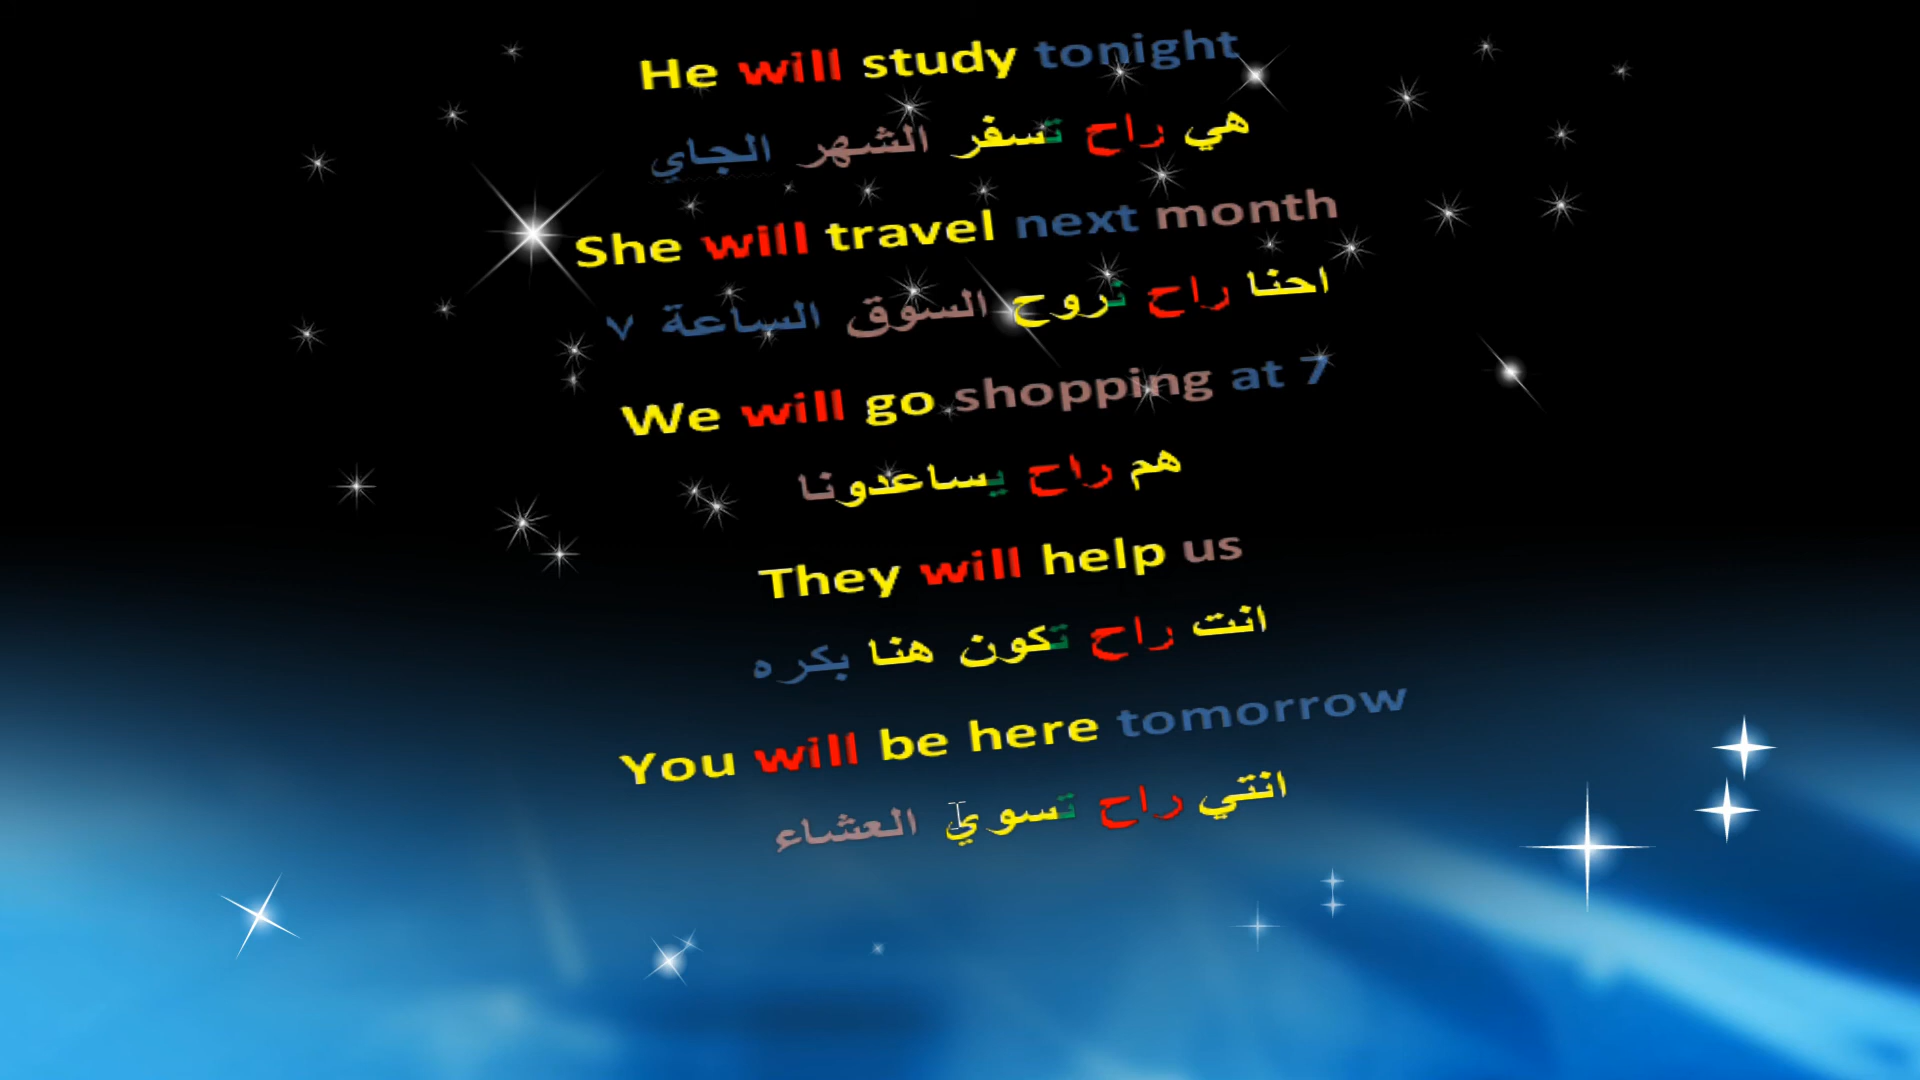 He will study tonight
هي راح تسفر الشهر الجاي
She will travel next month
احنا راح نروح السوق الساعة ٧
We will go shopping at 7
هم راح يساعدونا
They will help us
انت راح تكون هنا بكره
You will be here tomorrow
انتي راح تسوي العشاء